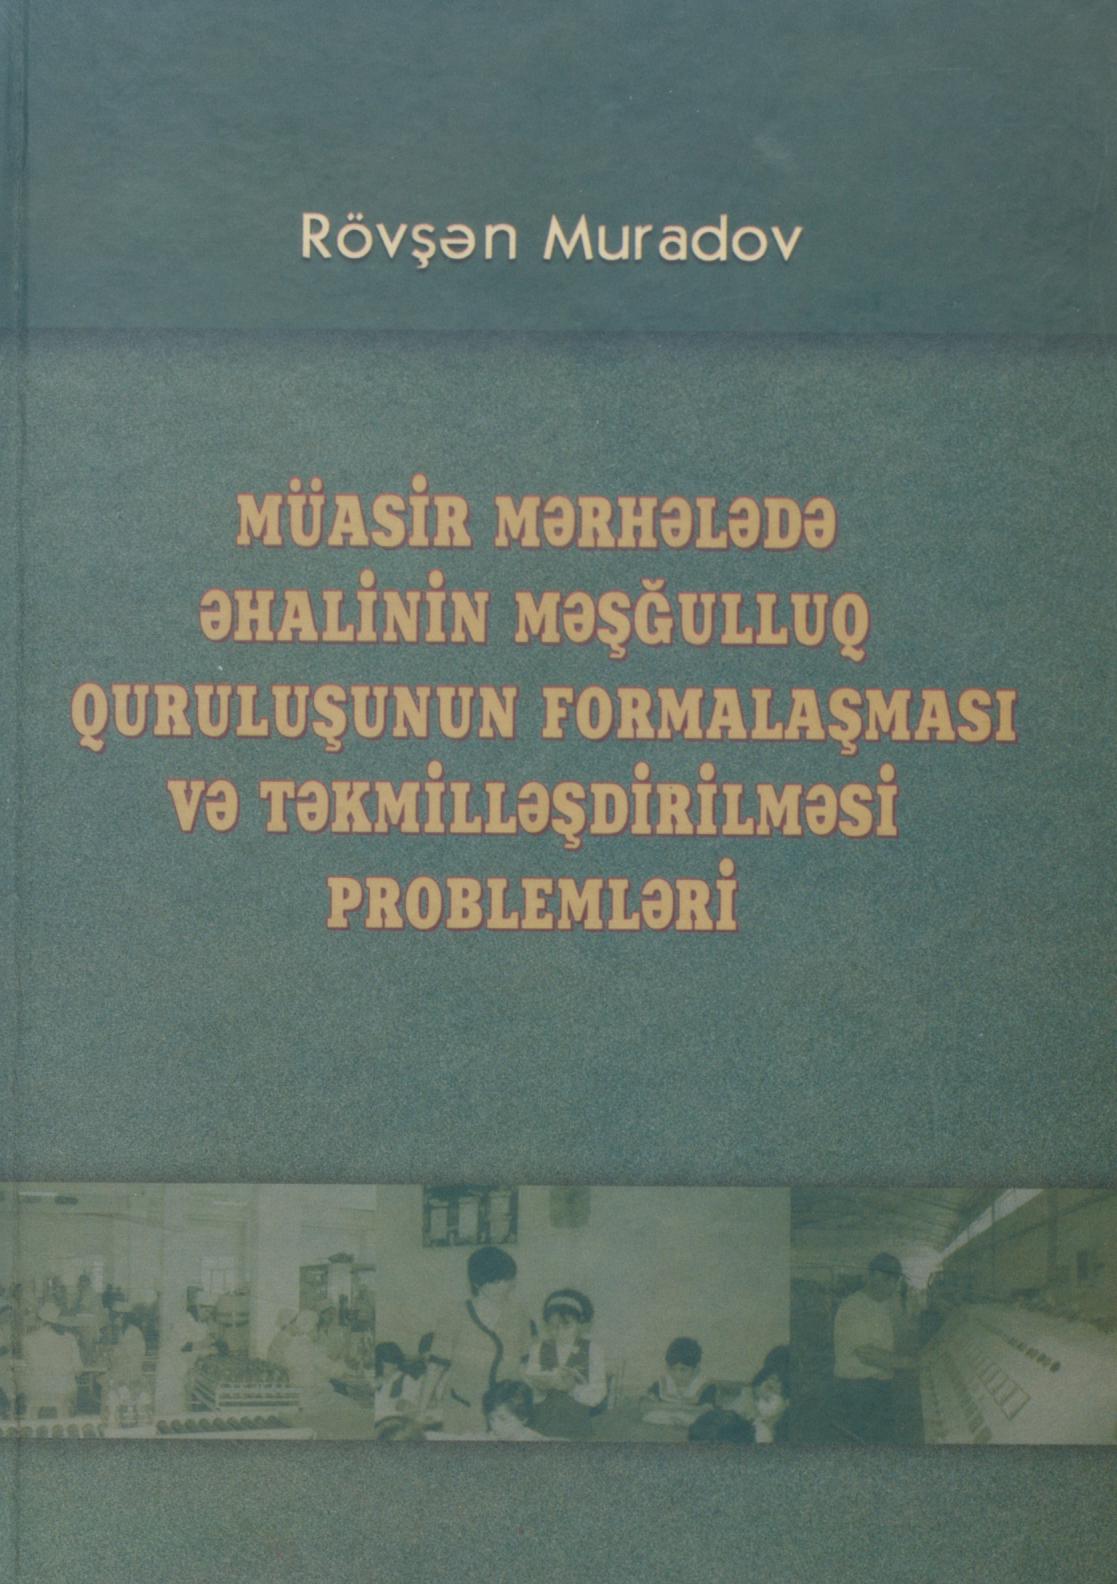 Rövşən Muradov
MÜASİR MƏRHƏLƏDƏ
ƏHALİNİN MƏŞĞULLUQ
QURULUŞUNUN FORMALAŞMASI
VƏ TƏKMİLLƏŞDİRİLMƏSİ
PROBLEMLƏRİ